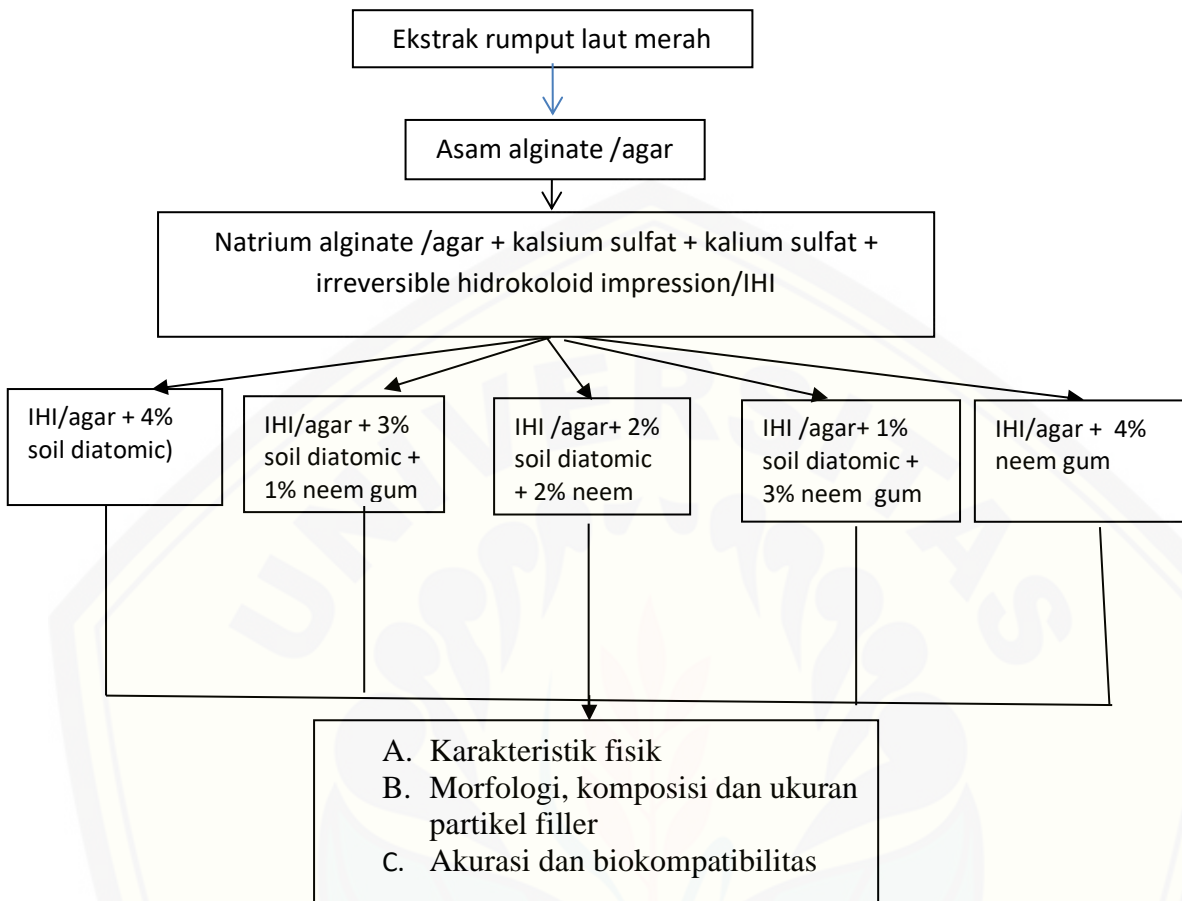 Ekstrak rumput laut merah
Asam alginate /agar
Natrium alginate /agar + kalsium sulfat + kalium sulfat +
irreversible hidrokoloid impression/IHI
IHI/agar + 4%
soil diatomic)
IHI/agar + 3%
soil diatomic +
1% neem gum
IHI /agar+ 2%
soil diatomic
+ 2% neem
IHI /agar+ 1%
soil diatomic +
3% neem  gum
IHI/agar +  4%
neem gum
A. Karakteristik fisik
B. Morfologi, komposisi dan ukuran
partikel filler
C. Akurasi dan biokompatibilitas
UNIVERSITAS